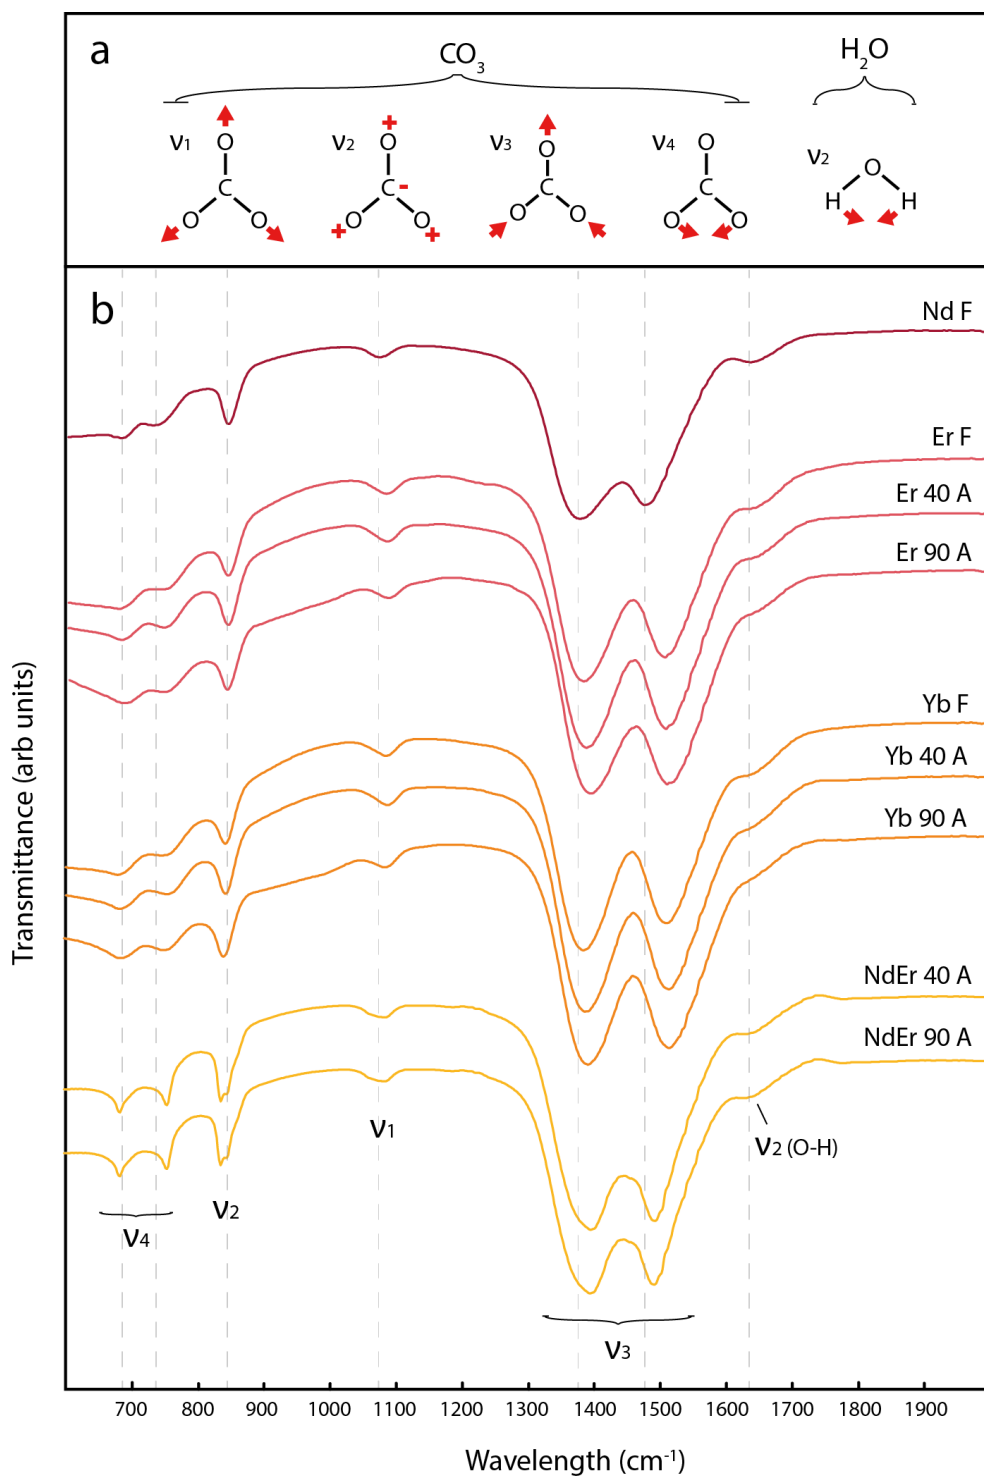 a
CO3
H2O
ν1
ν2
ν3
ν4
ν2
O
C
O
O
+
O
C -
+ O
O +
O
C
O
O
O
C
O
O
O
H
H
b
Nd F
Er F
Er 40 A
Er 90 A
Yb F
Yb 40 A
Yb 90 A
NdEr 40 A
NdEr 90 A
ν1
ν2 (O-H)
ν2
ν4
ν3
Transmittance (arb units)
700 800 900 1000 1100 1200 1300 1400 1500 1600 1700 1800 1900
Wavelength (cm-1)